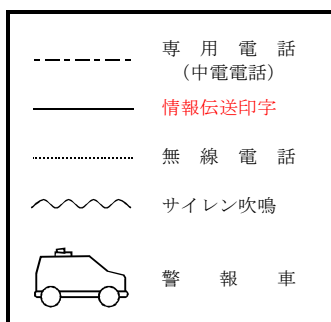 専用電話
（中電電話）
情報伝送印字
無線電話
サイレン吹鳴
警報車